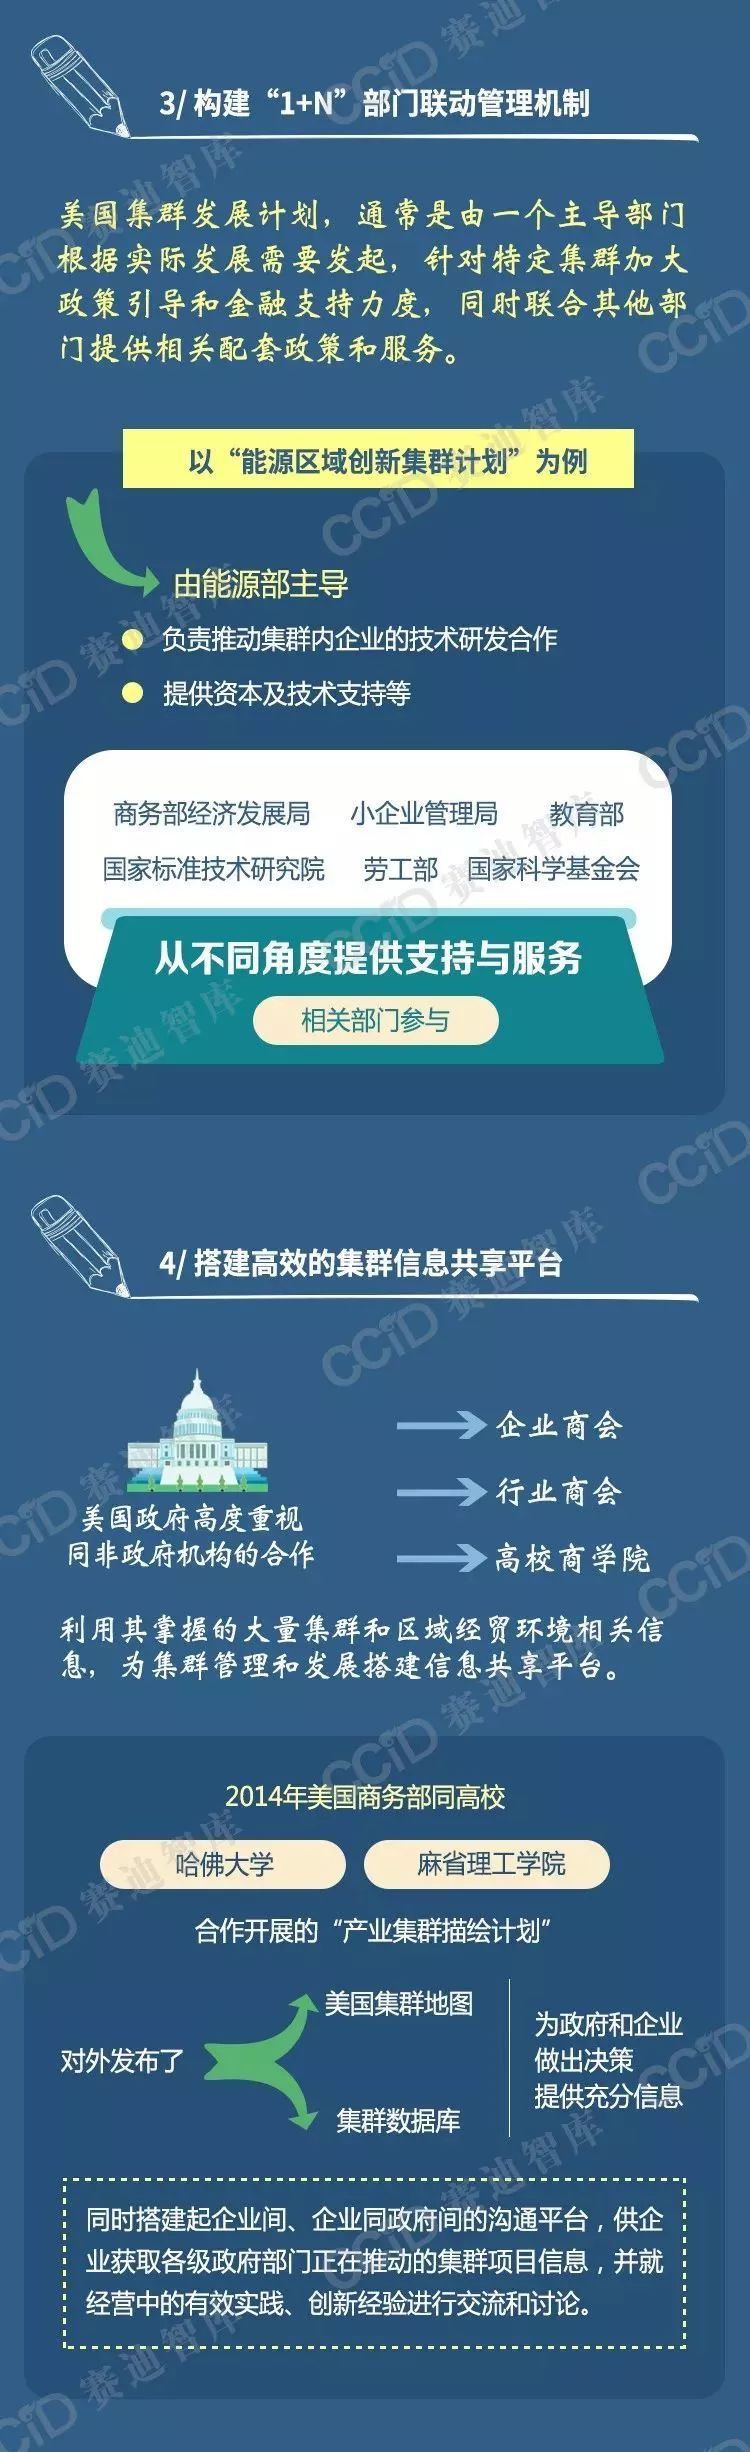 3/ 构建“1+N”部门联动管理机制
美国集群发展计划，通常是由一个主导部门
根据实际发展需要发起，针对特定集群加大
政策引导和金融支持力度，同时联合其他部
门提供相关配套政策和服务。
以“能源区域创新集群计划”为例
由能源部主导
负责推动集群内企业的技术研发合作
提供资本及技术支持等
商务部经济发展局 小企业管理局 教育部
国家标准技术研究院 劳工部 国家科学基金会
从不同角度提供支持与服务
相关部门参与
4/ 搭建高效的集群信息共享平台
美国政府高度重视
同非政府机构的合作
企业商会
行业商会
高校商学院
利用其掌握的大量集群和区域经贸环境相关信
息，为集群管理和发展搭建信息共享平台。
2014年美国商务部同高校
哈佛大学 麻省理工学院
合作开展的“产业集群描绘计划”
对外发布了
美国集群地图
集群数据库
为政府和企业
做出决策
提供充分信息
同时搭建起企业间、企业同政府间的沟通平台，供企
业获取各级政府部门正在推动的集群项目信息，并就
经营中的有效实践、创新经验进行交流和讨论。
CCiD 赛迪智库